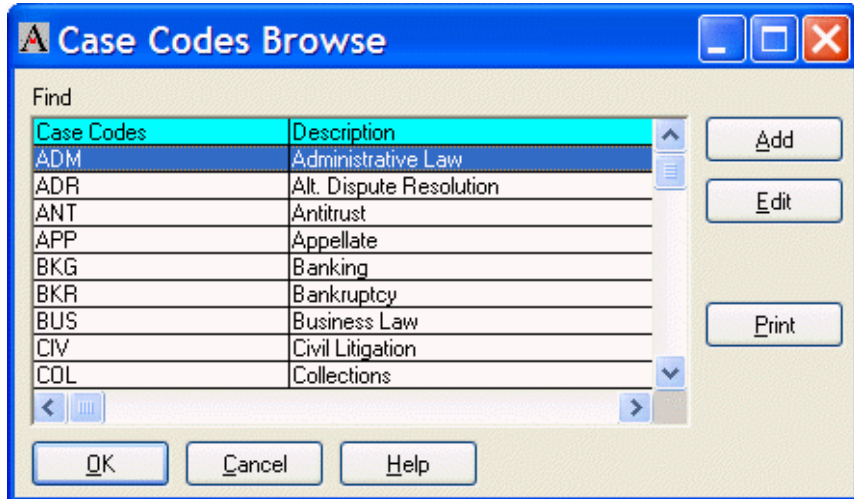 A Case Codes Browse
Find
Case Codes Description
ADM Administrative Law
ADR Alt. Dispute Resolution
ANT Antitrust
APP Appellate
BKG Banking
BKR Bankruptcy
BUS Business Law
CIV Civil Litigation
COL Collections
Add
Edit
Print
OK Cancel Help